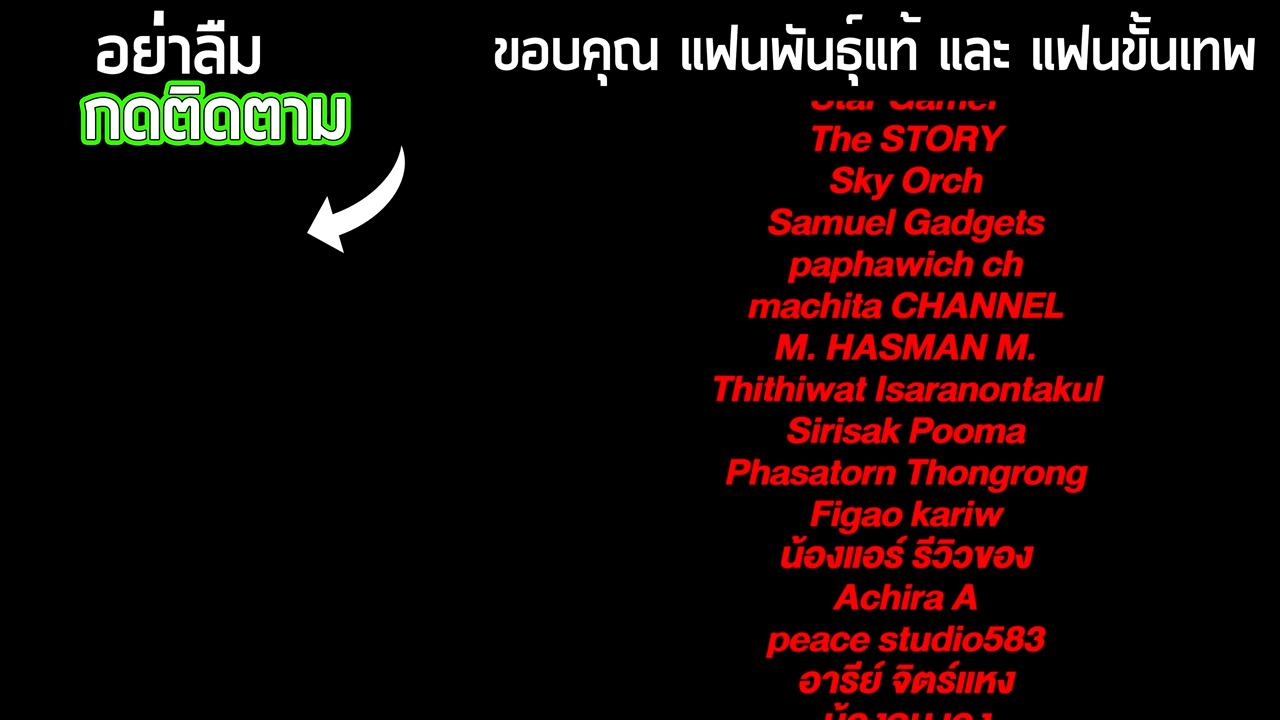 อย่าลืม
กดติดตาม
ขอบคุณ แฟนพันธุ์แท้ และ แฟนขั้นเทพ
Star Gamer
The STORY
Sky Orch
Samuel Gadgets
paphawich ch
machita CHANNEL
M. HASMAN M.
Thithiwat Isaranontakul
Sirisak Pooma
Phasatorn Thongrong
Figao kariw
น้องแอร์ รีวิวของ
Achira A
peace studio583
อารีย์ จิตร์แหง